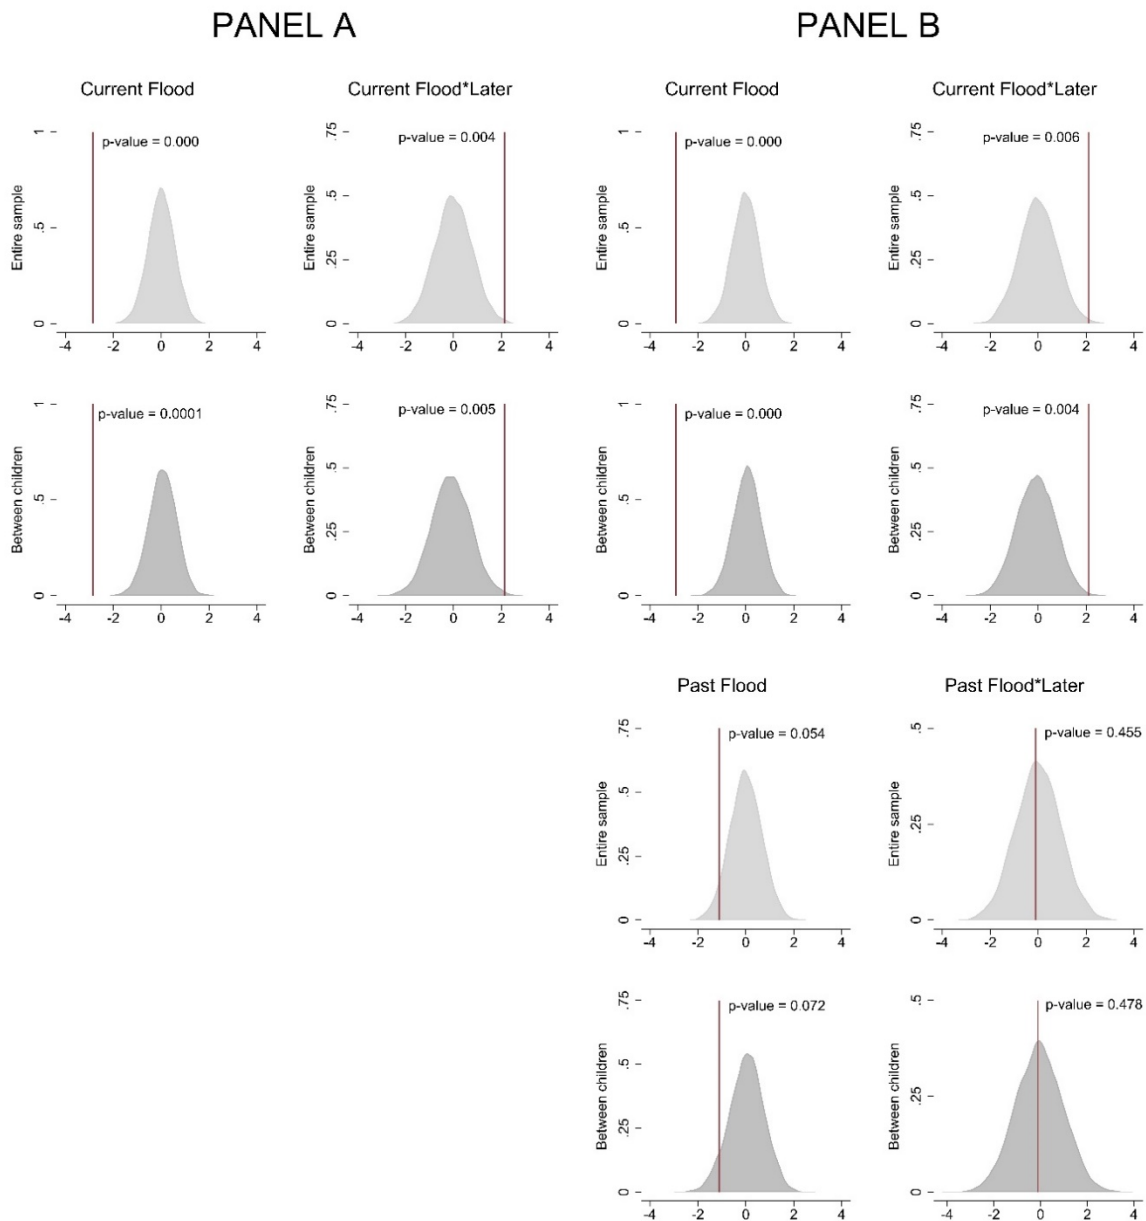 PANEL A
PANEL B
Current Flood
Current Flood*Later
Current Flood
Current Flood*Later
Entire sample
1
.5
0
p-value = 0.000
-4 -2 0 2 4
Entire sample
.75
.5
.25
0
p-value = 0.004
-4 -2 0 2 4
Entire sample
1
.5
0
p-value = 0.000
-4 -2 0 2 4
Entire sample
.75
.5
.25
0
p-value = 0.006
-4 -2 0 2 4
Between children
1
.5
0
p-value = 0.0001
-4 -2 0 2 4
Between children
.75
.5
.25
0
p-value = 0.005
-4 -2 0 2 4
Between children
1
.5
0
p-value = 0.000
-4 -2 0 2 4
Between children
.75
.5
.25
0
p-value = 0.004
-4 -2 0 2 4
Past Flood
Past Flood*Later
Entire sample
.75
.5
.25
0
p-value = 0.054
-4 -2 0 2 4
Entire sample
.5
.25
0
p-value = 0.455
-4 -2 0 2 4
Between children
.75
.5
.25
0
p-value = 0.072
-4 -2 0 2 4
Between children
.5
.25
0
p-value = 0.478
-4 -2 0 2 4